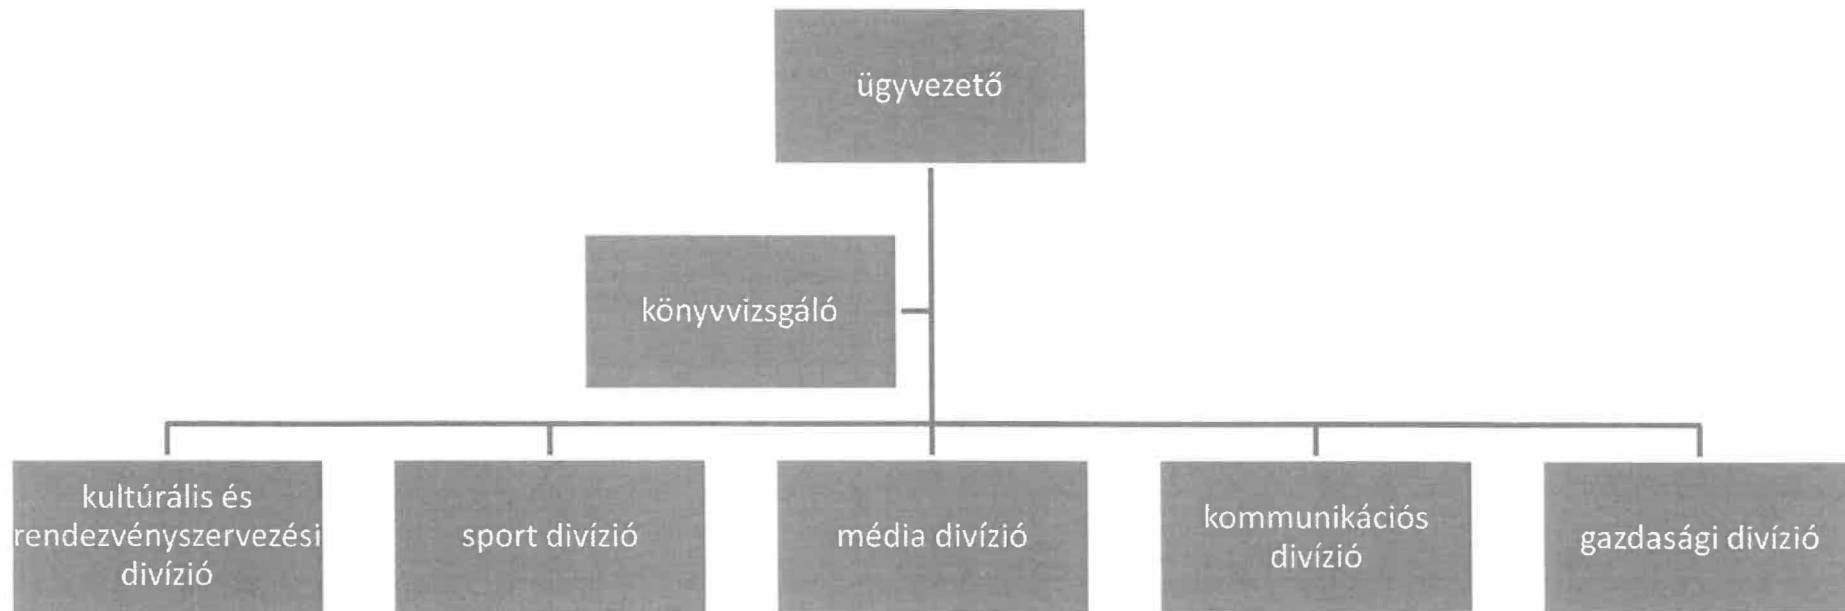 ügyvezető
könyvvizsgáló
kultúrális és
rendezvényszervezési
divízió
sport divízió
média divízió
kommunikációs
divízió
gazdasági divízió